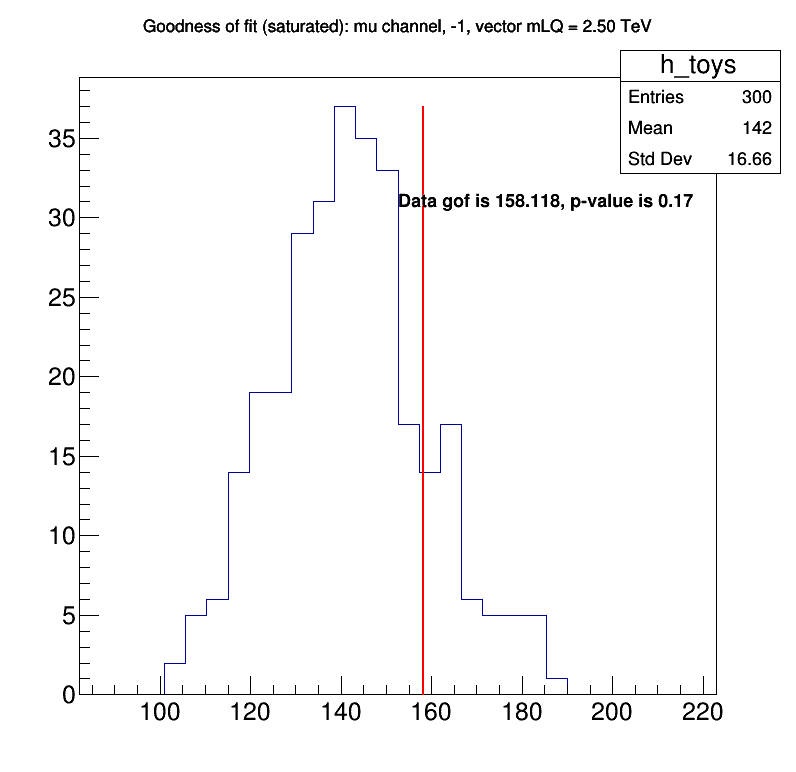 Goodness of fit (saturated): mu channel, -1, vector mLQ = 2.50 TeV
h_toys
Entries 300
Mean 142
Std Dev 16.66
Data gof is 158.118, p-value is 0.17
35
30
25
20
15
10
5
0
100 120 140 160 180 200 220